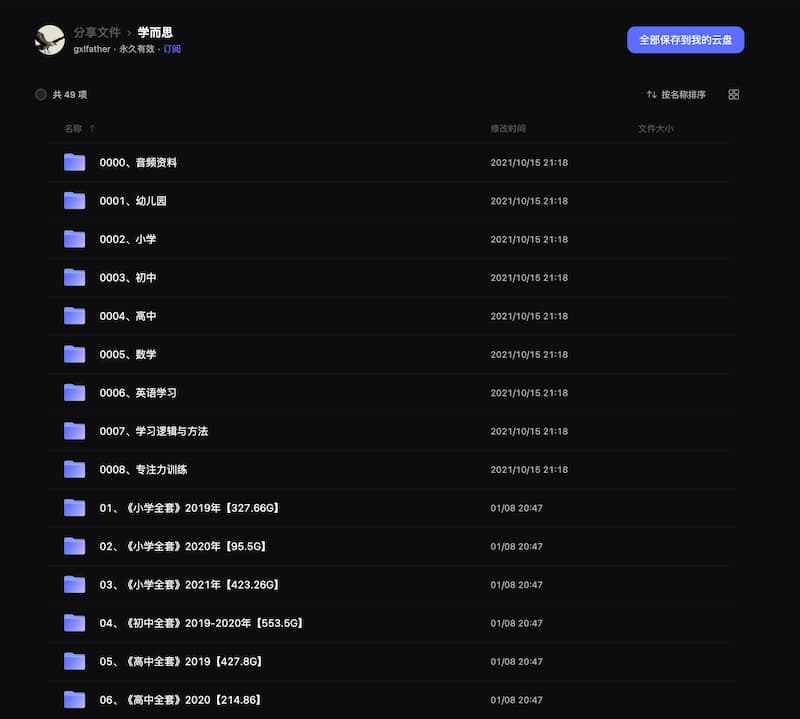 分享文件 › 学而思
gxlfather · 永久有效 · 订阅
全部保存到我的云盘
共 49 项
按名称排序
名称 ↑ 修改时间 文件大小
0000、音频资料 2021/10/15 21:18
0001、幼儿园 2021/10/15 21:18
0002、小学 2021/10/15 21:18
0003、初中 2021/10/15 21:18
0004、高中 2021/10/15 21:18
0005、数学 2021/10/15 21:18
0006、英语学习 2021/10/15 21:18
0007、学习逻辑与方法 2021/10/15 21:18
0008、专注力训练 2021/10/15 21:18
01、《小学全套》2019年【327.66G】 01/08 20:47
02、《小学全套》2020年【95.5G】 01/08 20:47
03、《小学全套》2021年【423.26G】 01/08 20:47
04、《初中全套》2019-2020年【553.5G】 01/08 20:47
05、《高中全套》2019【427.8G】 01/08 20:47
06、《高中全套》2020【214.86】 01/08 20:47